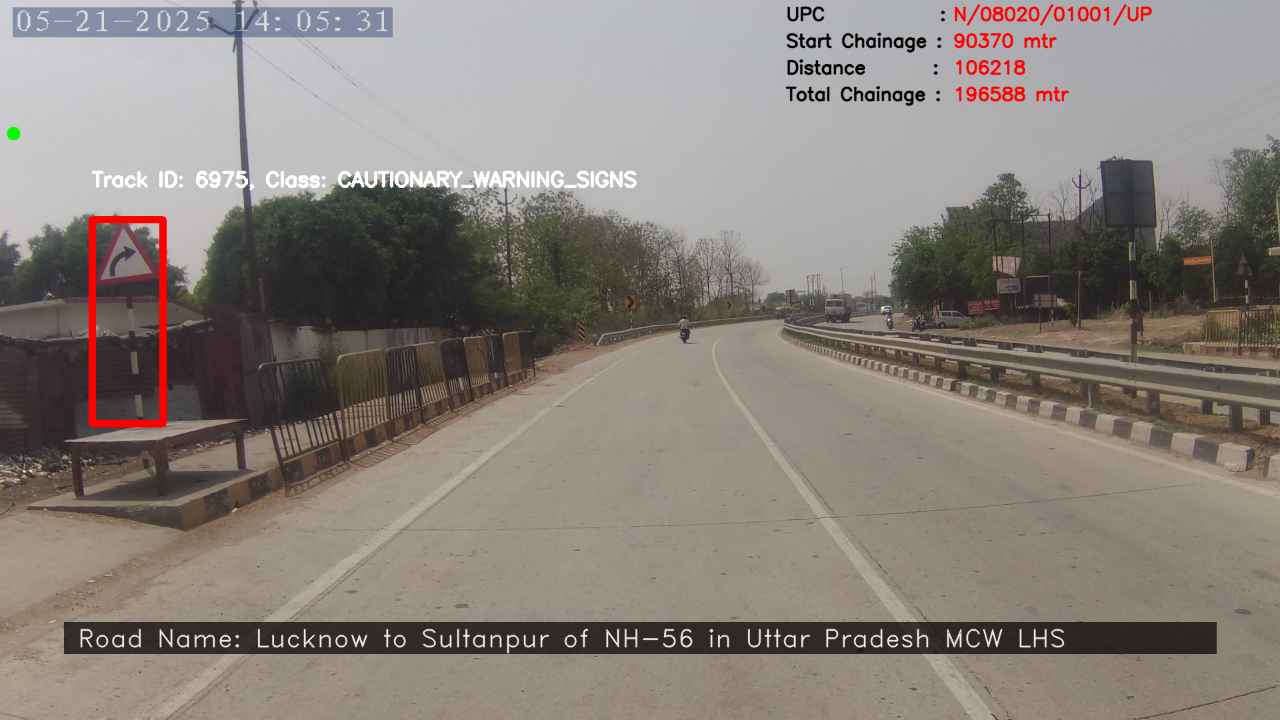 05-21-2025 14:05:31
UPC : N/08020/01001/UP
Start Chainage : 90370 mtr
Distance : 106218
Total Chainage : 196588 mtr
Track ID: 6975, Class: CAUTIONARY_WARNING_SIGNS
Road Name: Lucknow to Sultanpur of NH-56 in Uttar Pradesh MCW LHS